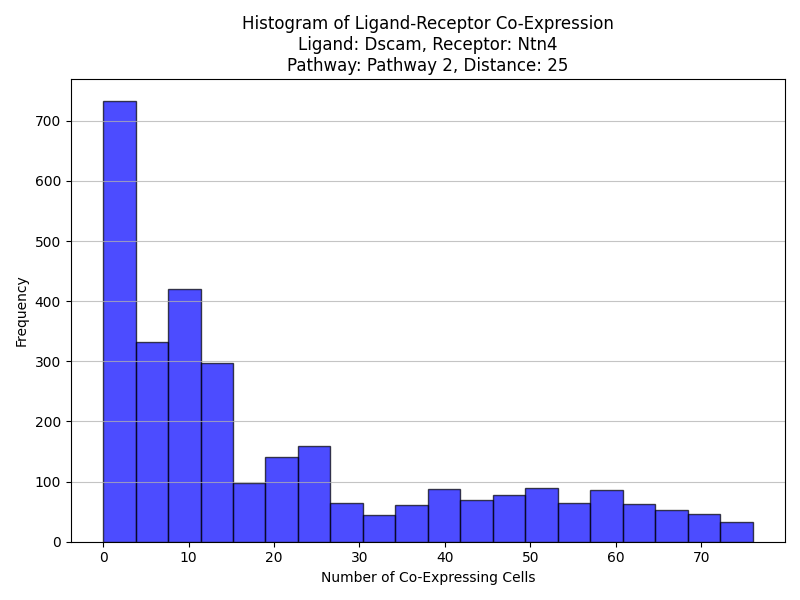 Histogram of Ligand-Receptor Co-Expression
Ligand: Dscam, Receptor: Ntn4
Pathway: Pathway 2, Distance: 25
700
600
500
400
300
200
100
0
Frequency
0 10 20 30 40 50 60 70
Number of Co-Expressing Cells